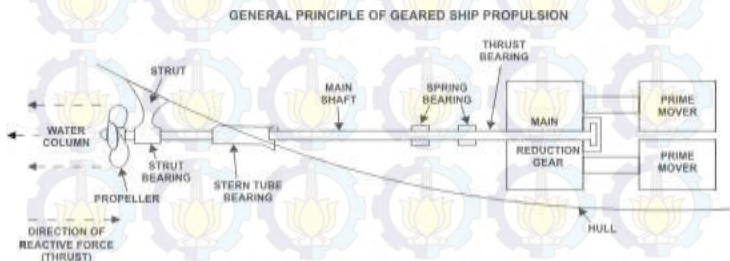 GENERAL PRINCIPLE OF GEARED SHIP PROPULSION
STRUT
MAIN
SHAFT
SPRING
BEARING
THRUST
BEARING
WATER
COLUMN
STRUT
BEARING
PROPELLER
STERN TUBE
BEARING
MAIN
REDUCTION
GEAR
PRIME
MOVER
PRIME
MOVER
HULL
DIRECTION OF
REACTIVE FORCE
(THRUST)